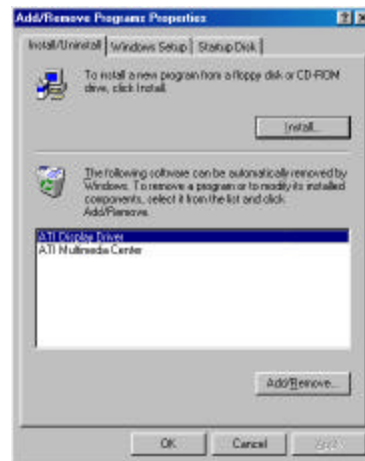 Add/Remove Programs Properties
Install/Uninstall
Windows Setup
Startup Disk
To install a new program from a floppy disk or CD-ROM
drive, click Install.
Install...
The following software can be automatically removed by
Windows. To remove a program or to modify its installed
components, select it from the list and click
Add/Remove.
ATI Display Driver
ATI Multimedia Center
Add/Remove...
OK
Cancel
Apply